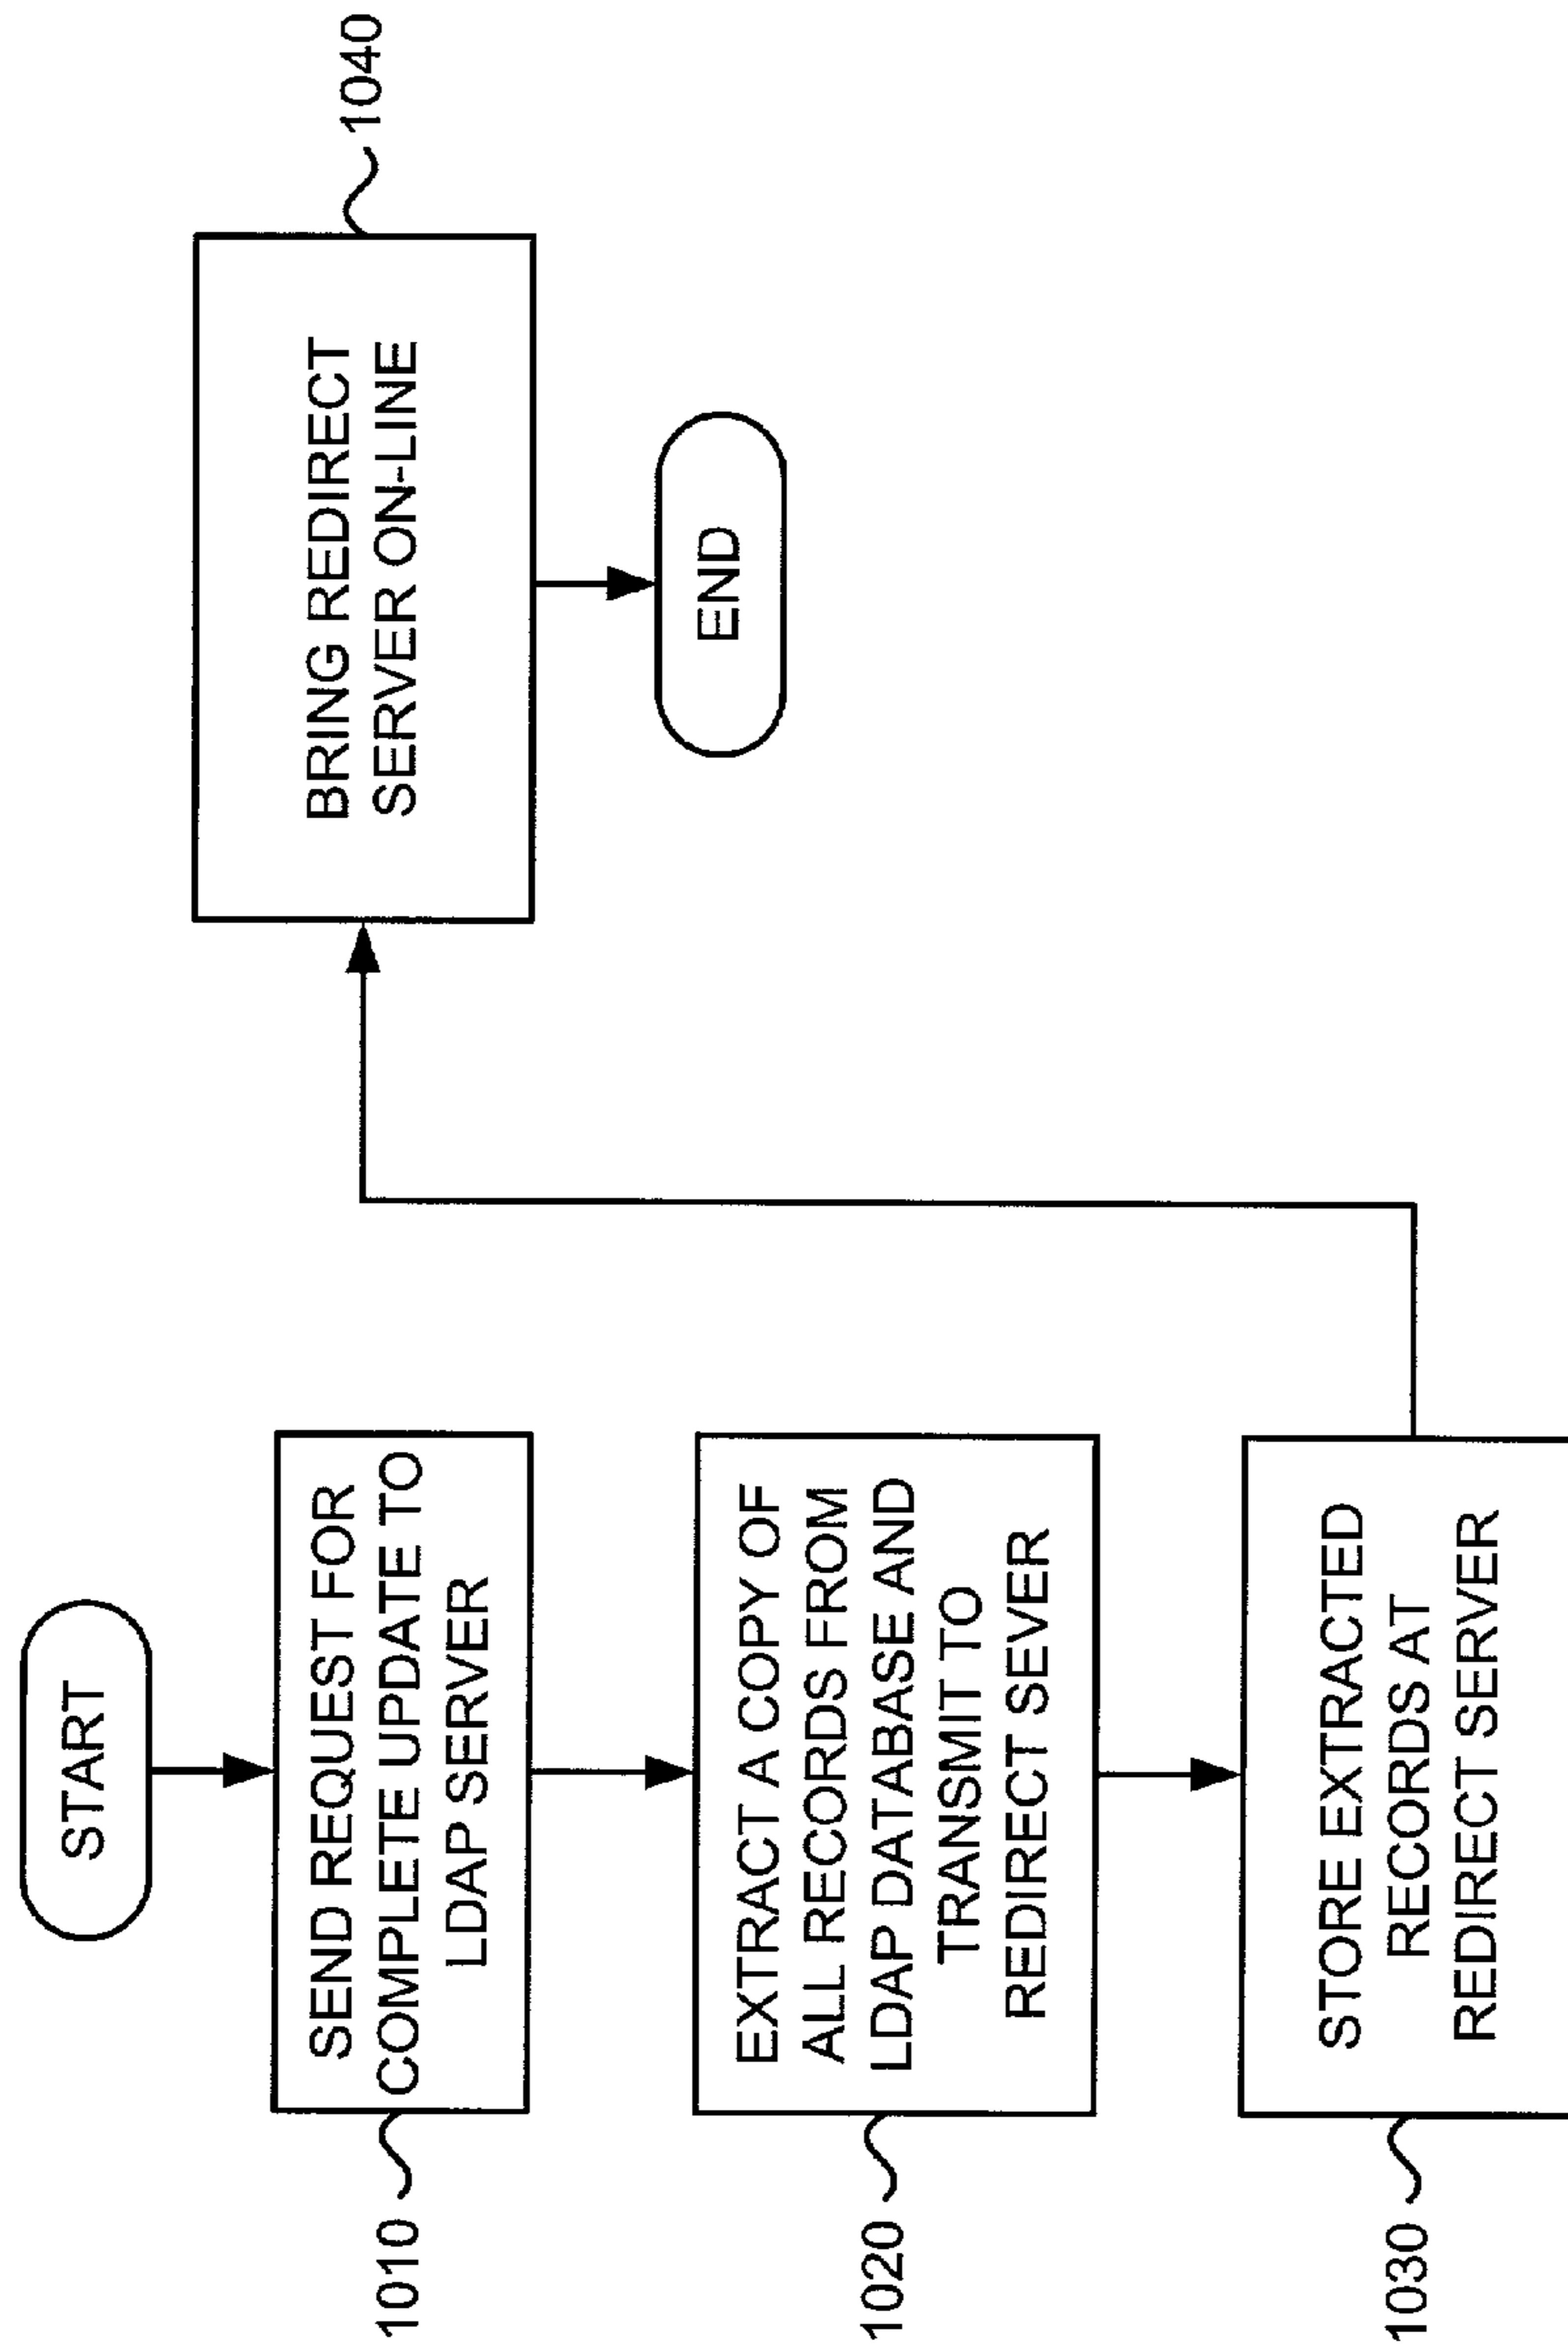 START
1010
SEND REQUEST FOR
COMPLETE UPDATE TO
LDAP SERVER
1020
EXTRACT A COPY OF
ALL RECORDS FROM
LDAP DATABASE AND
TRANSMIT TO
REDIRECT SEVER
1030
STORE EXTRACTED
RECORDS AT
REDIRECT SERVER
BRING REDIRECT
SERVER ON-LINE
1040
END